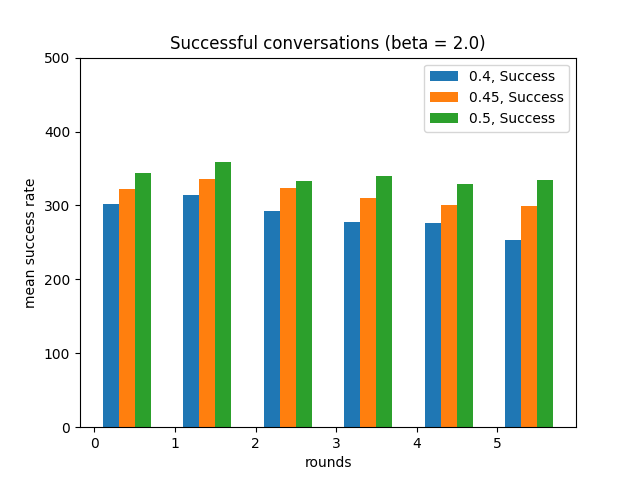 Successful conversations (beta = 2.0)
500
400
300
200
100
0
mean success rate
0.4, Success
0.45, Success
0.5, Success
0 1 2 3 4 5
rounds